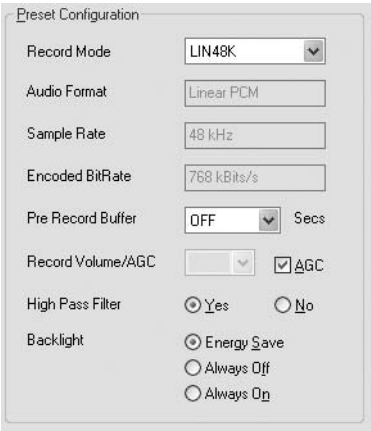 Preset Configuration
Record Mode LIN48K
Audio Format Linear PCM
Sample Rate 48 kHz
Encoded BitRate 768 kBits/s
Pre Record Buffer OFF Secs
Record Volume/AGC AGC
High Pass Filter Yes No
Backlight Energy Save
Always Off
Always On